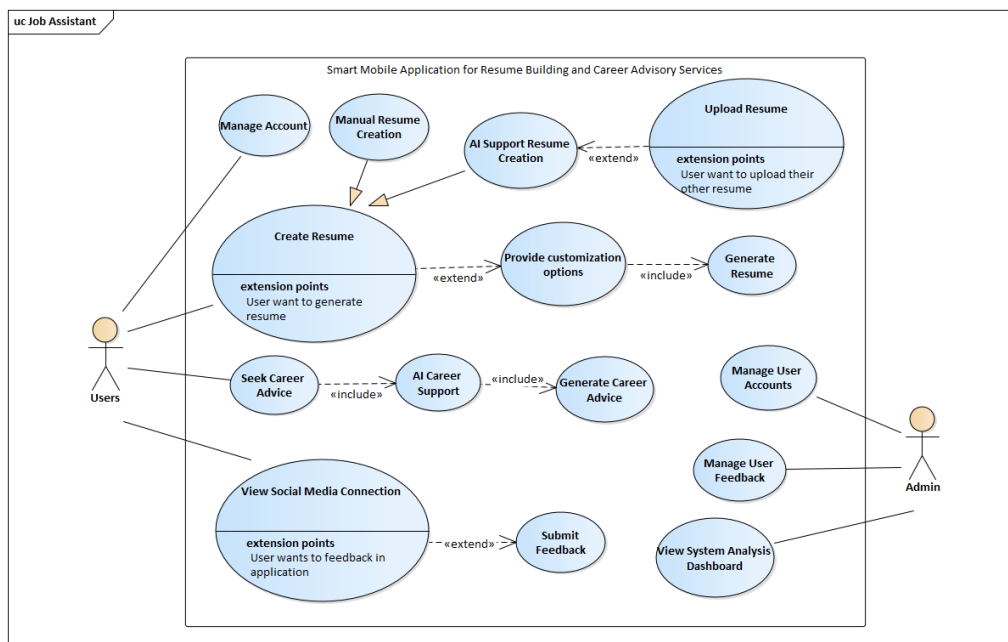 uc Job Assistant
Smart Mobile Application for Resume Building and Career Advisory Services
Manage Account
Manual Resume
Creation
AI Support Resume
Creation
«extend»
Upload Resume
extension points
User want to upload their
other resume
Create Resume
extension points
User want to generate
resume
«extend»
Provide customization
options
«include»
Generate
Resume
Users
Seek Career
Advice
«include»
AI Career
Support
«include»
Generate Career
Advice
Manage User
Accounts
Manage User
Feedback
Admin
View Social Media Connection
extension points
User wants to feedback in
application
«extend»
Submit
Feedback
View System Analysis
Dashboard